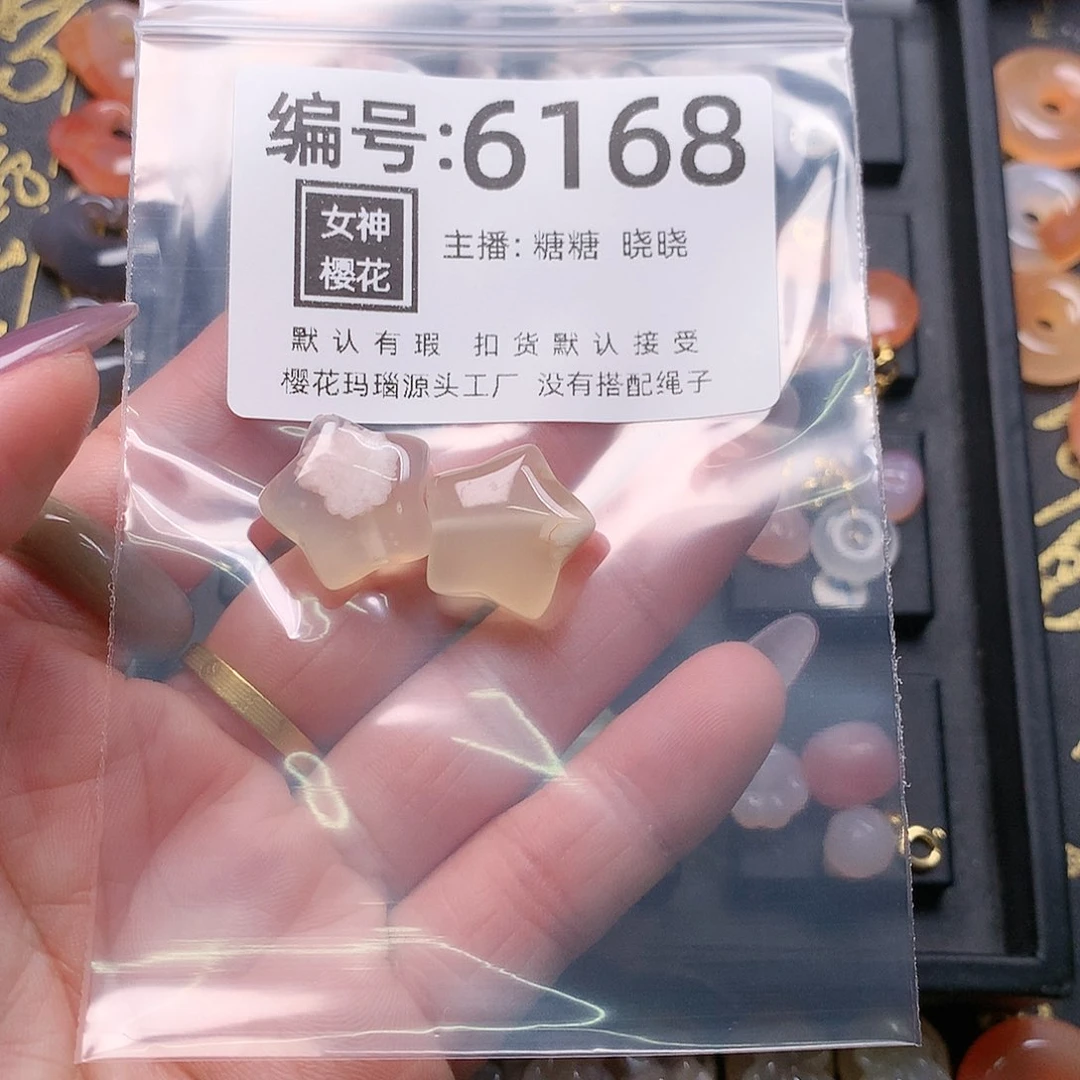 编号:6168
女神
樱花
主播: 糖糖 晓晓
默认有瑕 扣货默认接受
樱花玛瑙源头工厂 没有搭配绳子